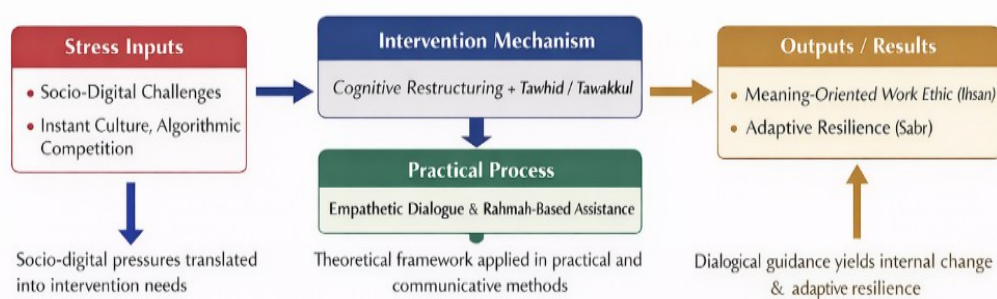 Stress Inputs
• Socio-Digital Challenges
• Instant Culture, Algorithmic
Competition
Socio-digital pressures translated
into intervention needs
Intervention Mechanism
Cognitive Restructuring + Tawhid / Tawakkul
Practical Process
Empathetic Dialogue & Rahmah-Based Assistance
Theoretical framework applied in practical and
communicative methods
Outputs / Results
• Meaning-Oriented Work Ethic (Ihsan)
• Adaptive Resilience (Sabr)
Dialogical guidance yields internal change
& adaptive resilience